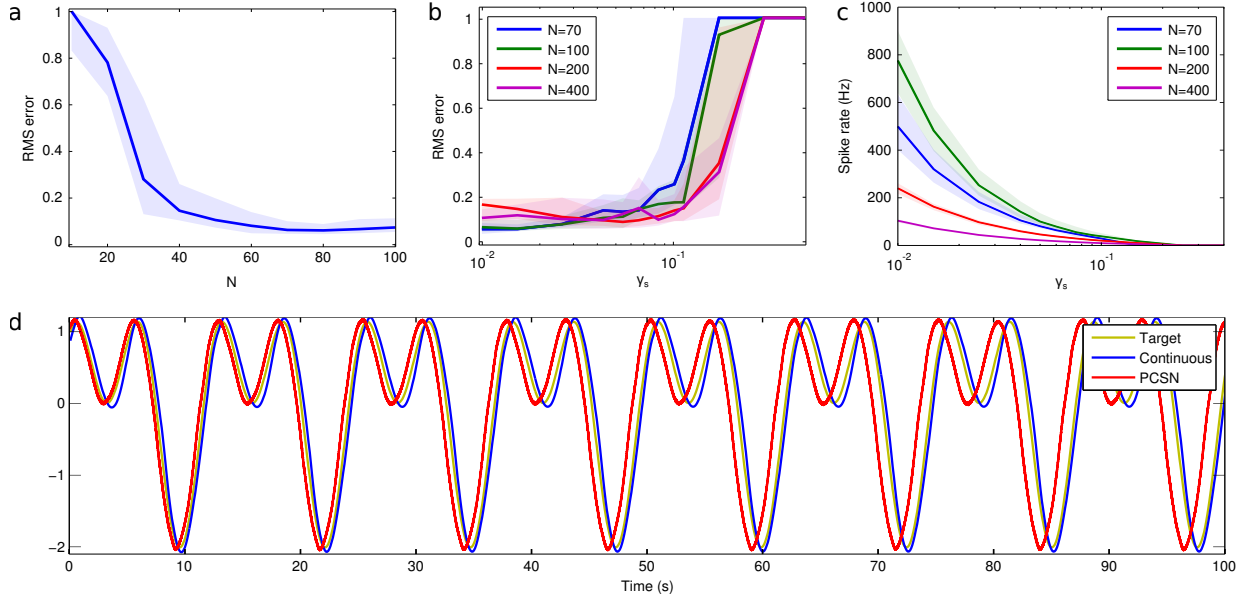 a
RMS error
1
0.8
0.6
0.4
0.2
0
20
40
60
80
100
N
b
RMS error
1
0.8
0.6
0.4
0.2
0
10⁻²
10⁻¹
γs
N=70
N=100
N=200
N=400
c
Spike rate (Hz)
1000
800
600
400
200
0
10⁻²
10⁻¹
γs
N=70
N=100
N=200
N=400
d
1
0
−1
−2
0
10
20
30
40
50
60
70
80
90
100
Time (s)
Target
Continuous
PCSN